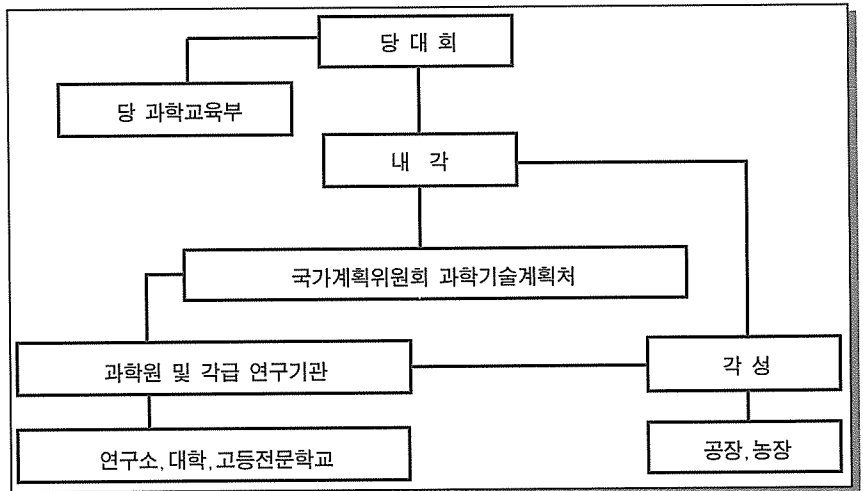 당 대 회
당 과학교육부
내 각
국가계획위원회 과학기술계획처
과학원 및 각급 연구기관
각 성
연구소, 대학, 고등전문학교
공장, 농장